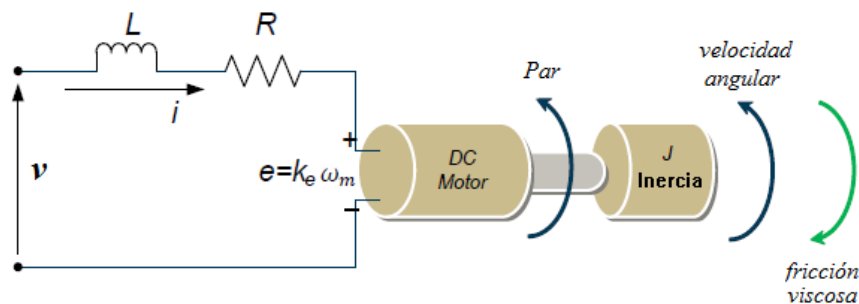 L
R
i
v
+
e=kₑ ωₘ
−
DC
Motor
Par
J
Inercia
velocidad
angular
fricción
viscosa